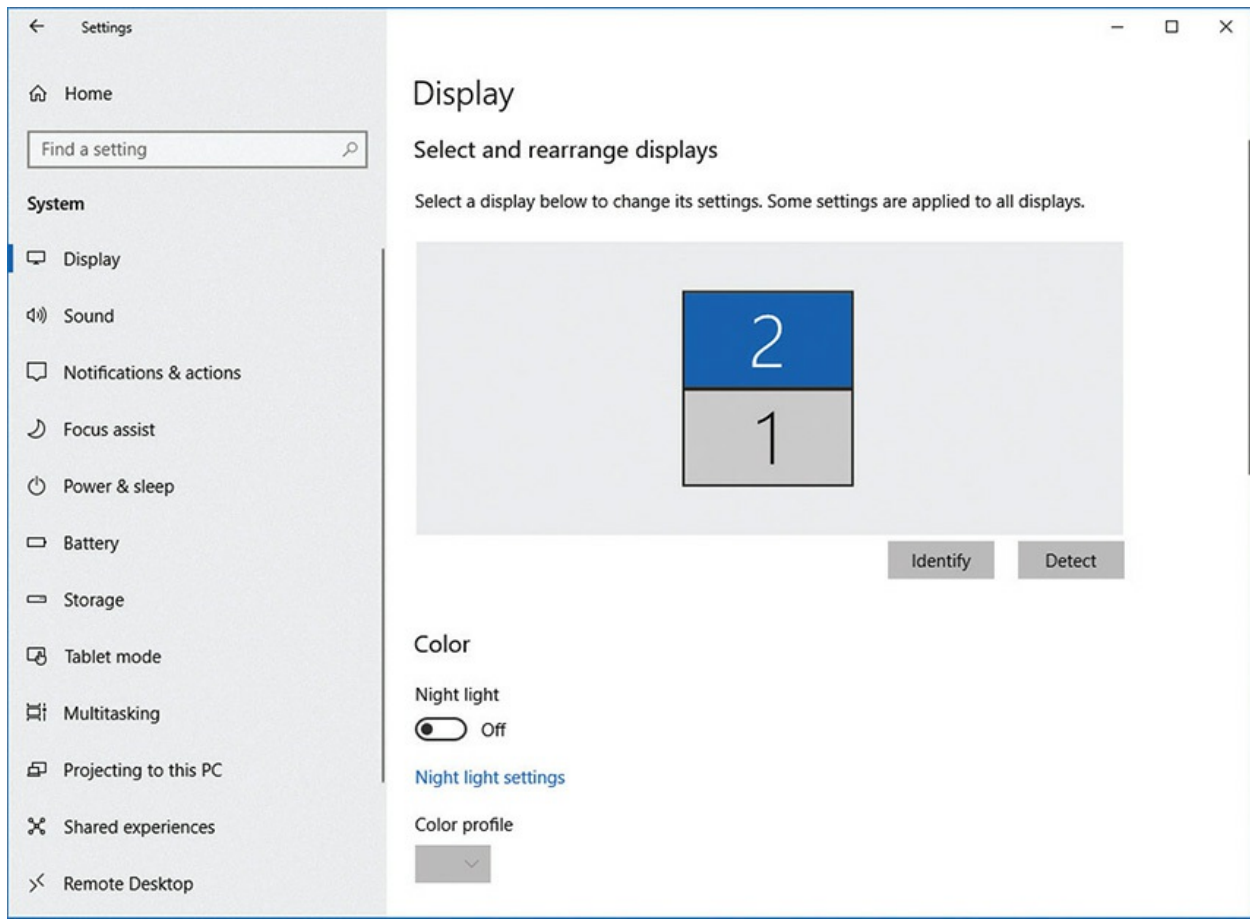 Settings
Home
Find a setting
System
Display
Sound
Notifications & actions
Focus assist
Power & sleep
Battery
Storage
Tablet mode
Multitasking
Projecting to this PC
Shared experiences
Remote Desktop
Display
Select and rearrange displays
Select a display below to change its settings. Some settings are applied to all displays.
2
1
Identify Detect
Color
Night light
Off
Night light settings
Color profile